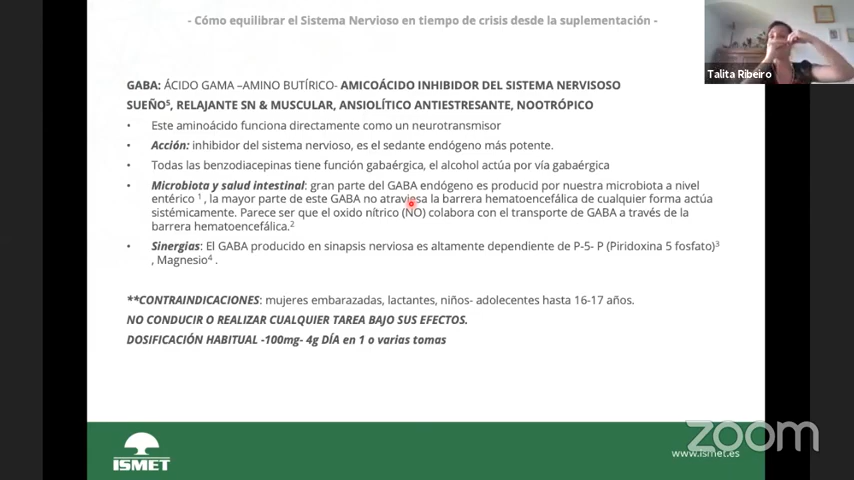 - Cómo equilibrar el Sistema Nervioso en tiempo de crisis desde la suplementación -
Talita Ribeiro
GABA: ÁCIDO GAMA –AMINO BUTÍRICO- AMICOÁCIDO INHIBIDOR DEL SISTEMA NERVISOSO
SUEÑO⁵, RELAJANTE SN & MUSCULAR, ANSIOLÍTICO ANTIESTRESANTE, NOOTRÓPICO
• Este aminoácido funciona directamente como un neurotransmisor
• Acción: inhibidor del sistema nervioso, es el sedante endógeno más potente.
• Todas las benzodiacepinas tiene función gabaérgica, el alcohol actúa por vía gabaérgica
• Microbiota y salud intestinal: gran parte del GABA endógeno es producid por nuestra microbiota a nivel
entérico ¹ , la mayor parte de este GABA no atraviesa la barrera hematoencefálica de cualquier forma actúa
sistémicamente. Parece ser que el oxido nítrico (NO) colabora con el transporte de GABA a través de la
barrera hematoencefálica.²
• Sinergias: El GABA producido en sinapsis nerviosa es altamente dependiente de P-5- P (Piridoxina 5 fosfato)³
, Magnesio⁴ .
**CONTRAINDICACIONES: mujeres embarazadas, lactantes, niños- adolecentes hasta 16-17 años.
NO CONDUCIR O REALIZAR CUALQUIER TAREA BAJO SUS EFECTOS.
DOSIFICACIÓN HABITUAL -100mg- 4g DÍA en 1 o varias tomas
ISMET
zoom
www.ismet.es